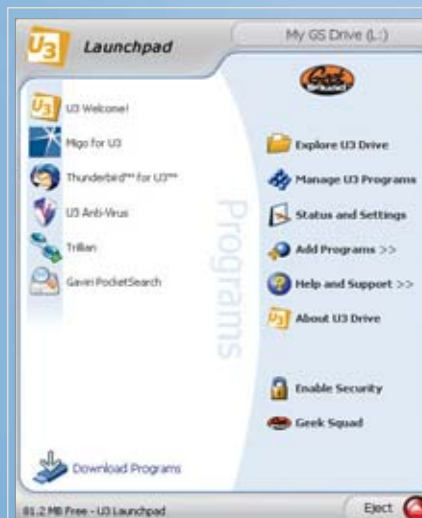 U3 Launchpad
My GS Drive (L:)
Geek Squad
U3 Welcome!
Migo for U3
Thunderbird™ for U3™
U3 Anti-Virus
Trillian
Gaviri PocketSearch
Download Programs
Programs
Explore U3 Drive
Manage U3 Programs
Status and Settings
Add Programs >>
Help and Support >>
About U3 Drive
Enable Security
Geek Squad
81.2 MB Free - U3 Launchpad
Eject